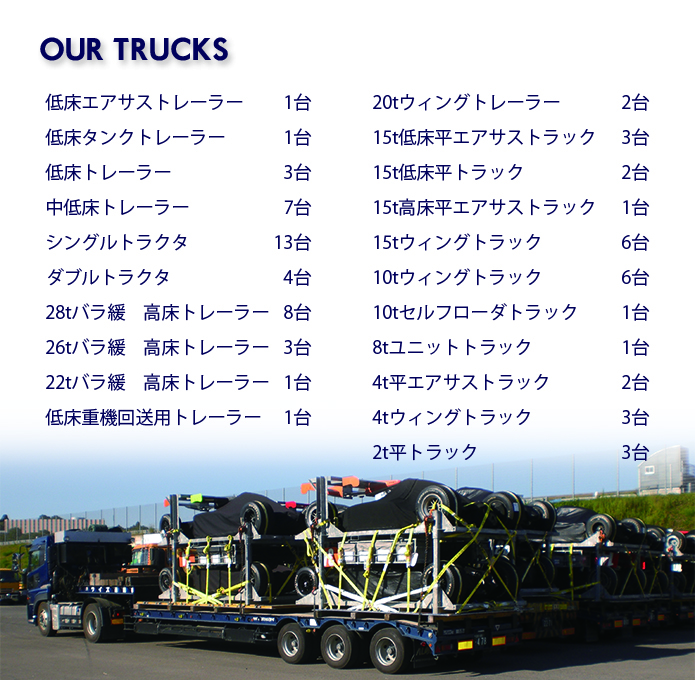 OUR TRUCKS
低床エアサストレーラー 1台
低床タンクトレーラー 1台
低床トレーラー 3台
中低床トレーラー 7台
シングルトラクタ 13台
ダブルトラクタ 4台
28tバラ緩 高床トレーラー 8台
26tバラ緩 高床トレーラー 3台
22tバラ緩 高床トレーラー 1台
低床重機回送用トレーラー 1台
20tウィングトレーラー 2台
15t低床平エアサストラック 3台
15t低床平トラック 2台
15t高床平エアサストラック 1台
15tウィングトラック 6台
10tウィングトラック 6台
10tセルフローダトラック 1台
8tユニットトラック 1台
4t平エアサストラック 2台
4tウィングトラック 3台
2t平トラック 3台